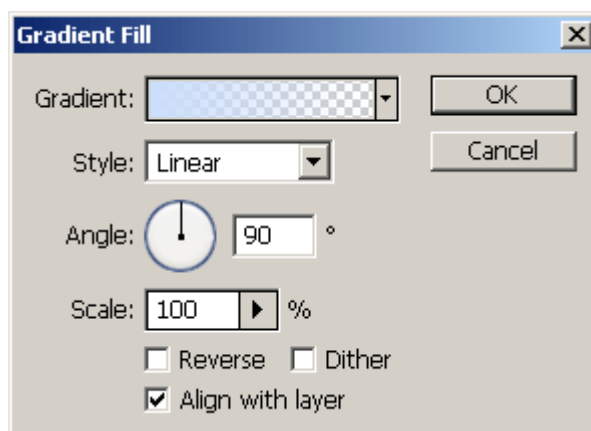 Gradient Fill
Gradient: OK
Style: Linear Cancel
Angle: 90 °
Scale: 100 %
Reverse Dither
Align with layer